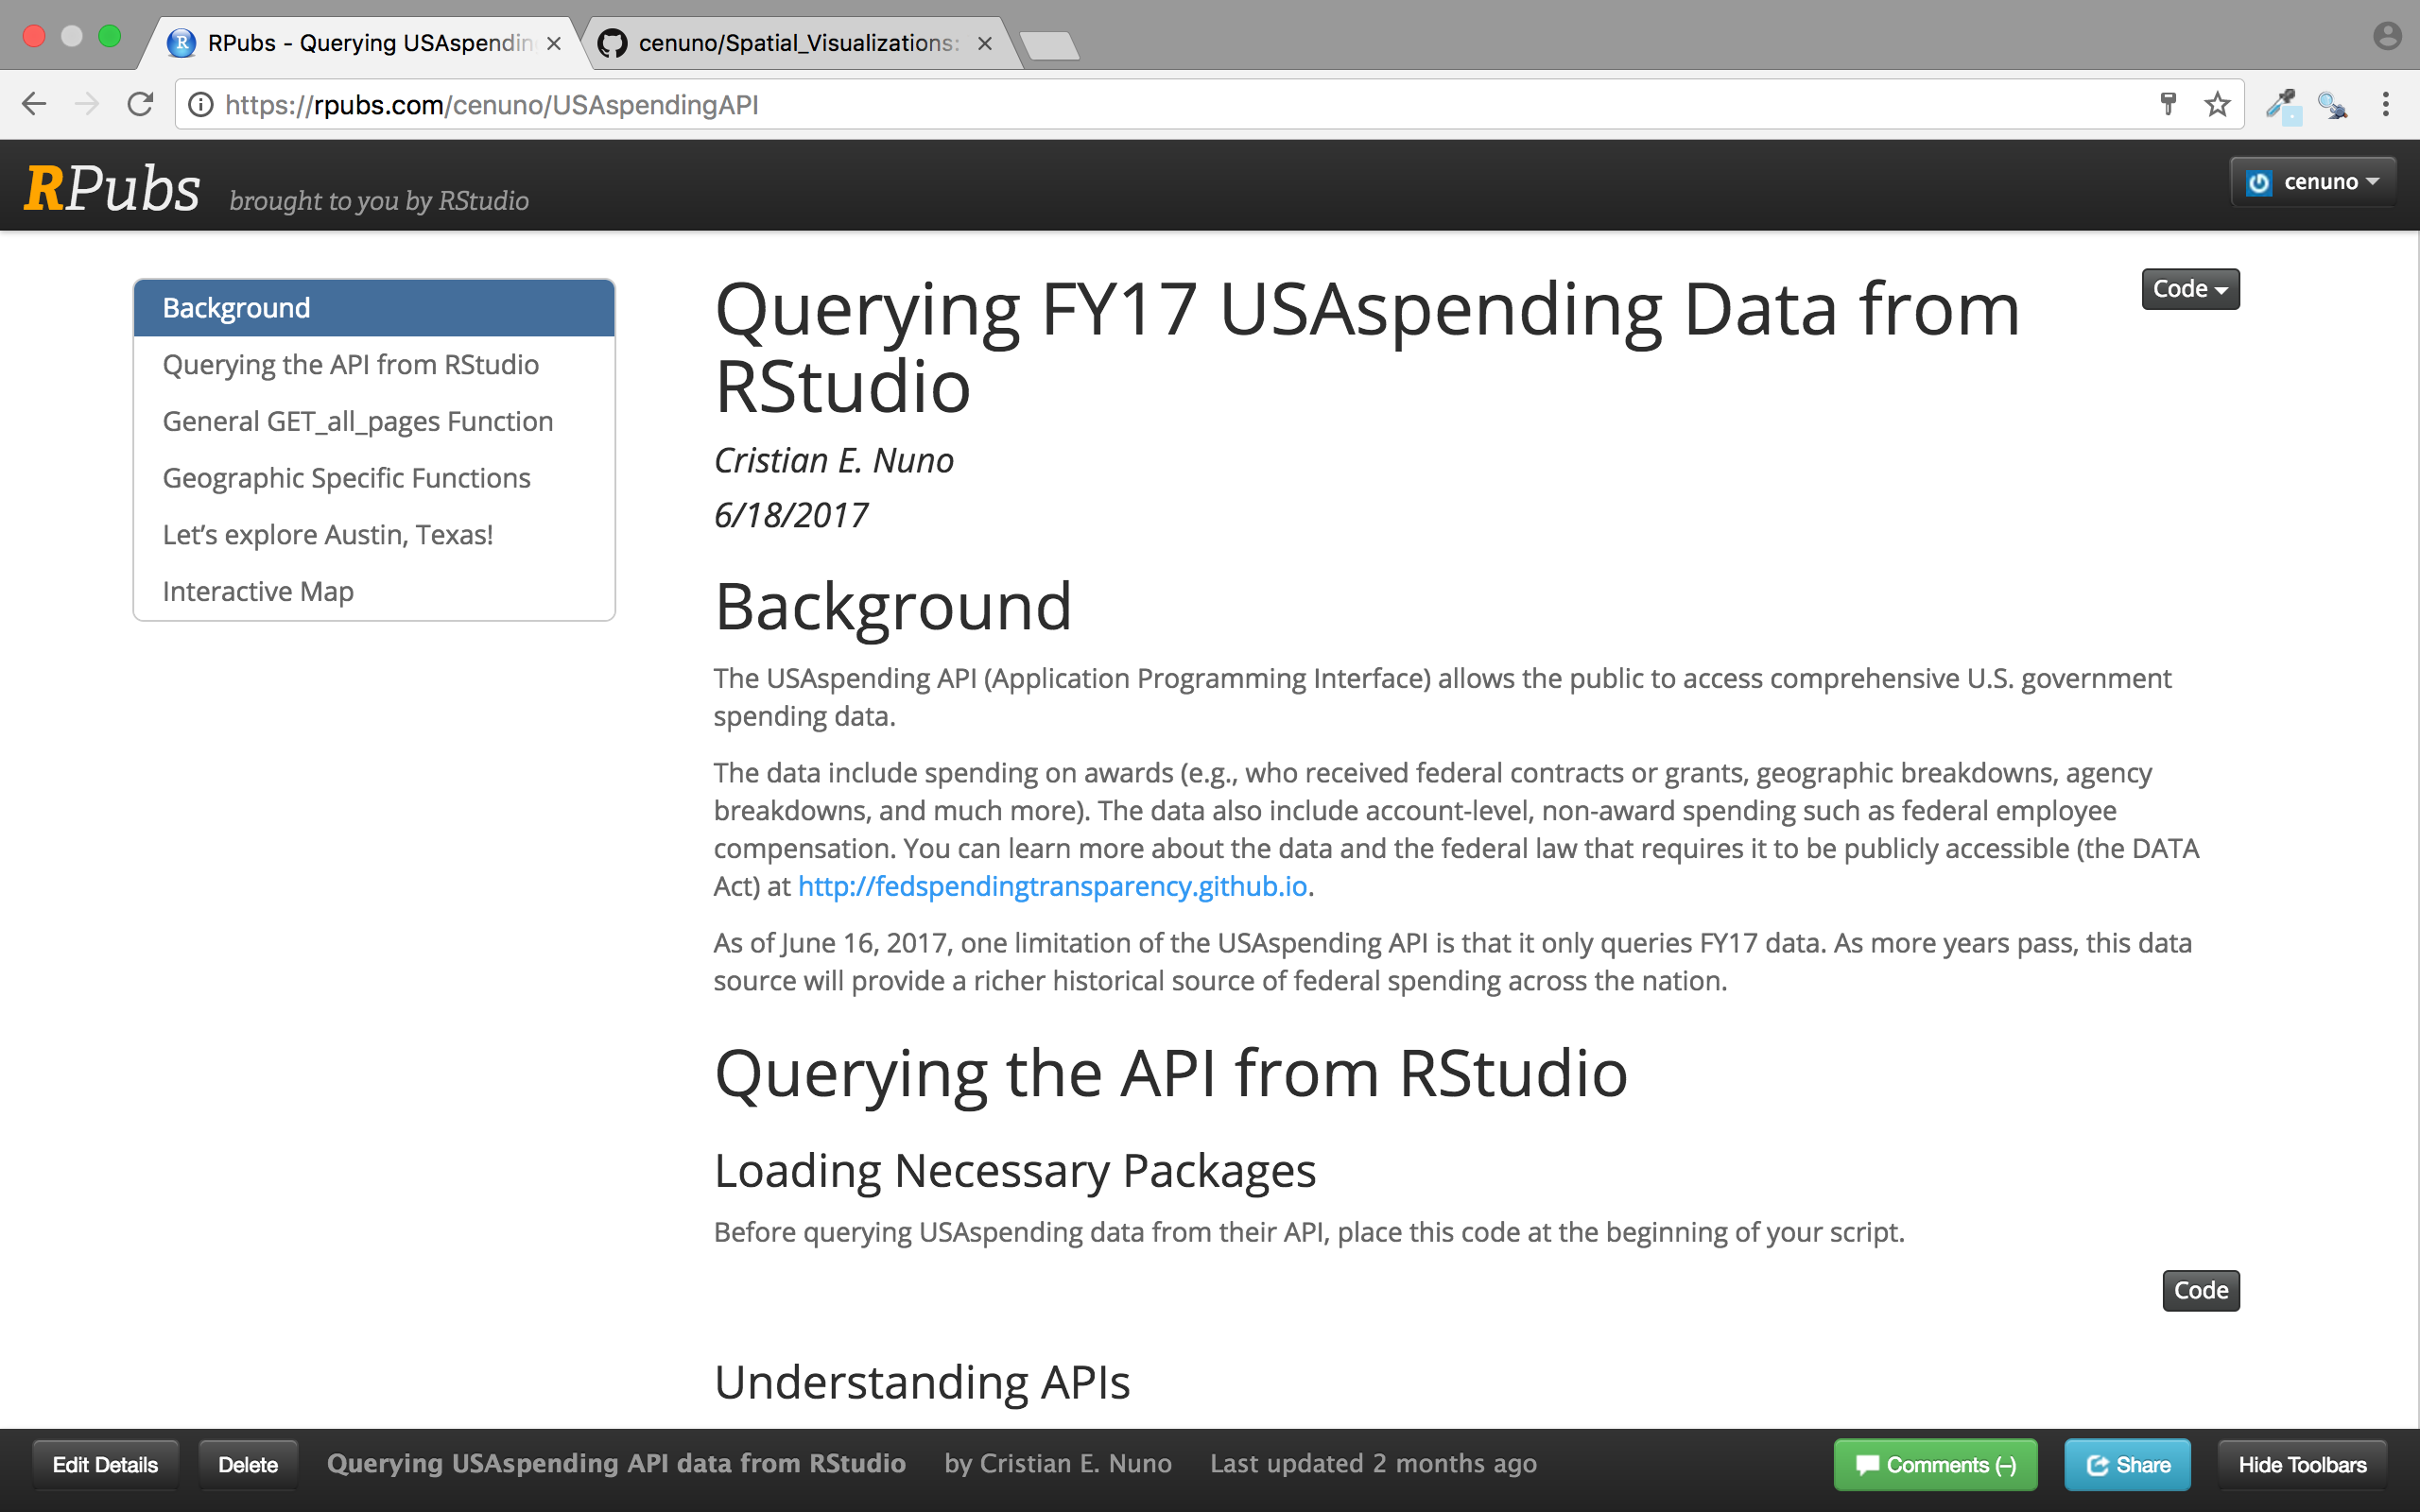 RPubs - Querying USAspendin
cenuno/Spatial_Visualizations:
https://rpubs.com/cenuno/USAspendingAPI
RPubs brought to you by RStudio
cenuno
Background
Querying the API from RStudio
General GET_all_pages Function
Geographic Specific Functions
Let’s explore Austin, Texas!
Interactive Map
Querying FY17 USAspending Data from
RStudio
Code
Cristian E. Nuno
6/18/2017
Background
The USAspending API (Application Programming Interface) allows the public to access comprehensive U.S. government
spending data.
The data include spending on awards (e.g., who received federal contracts or grants, geographic breakdowns, agency
breakdowns, and much more). The data also include account-level, non-award spending such as federal employee
compensation. You can learn more about the data and the federal law that requires it to be publicly accessible (the DATA
Act) at http://fedspendingtransparency.github.io.
As of June 16, 2017, one limitation of the USAspending API is that it only queries FY17 data. As more years pass, this data
source will provide a richer historical source of federal spending across the nation.
Querying the API from RStudio
Loading Necessary Packages
Before querying USAspending data from their API, place this code at the beginning of your script.
Code
Understanding APIs
Edit Details
Delete
Querying USAspending API data from RStudio
by Cristian E. Nuno
Last updated 2 months ago
Comments (–)
Share
Hide Toolbars